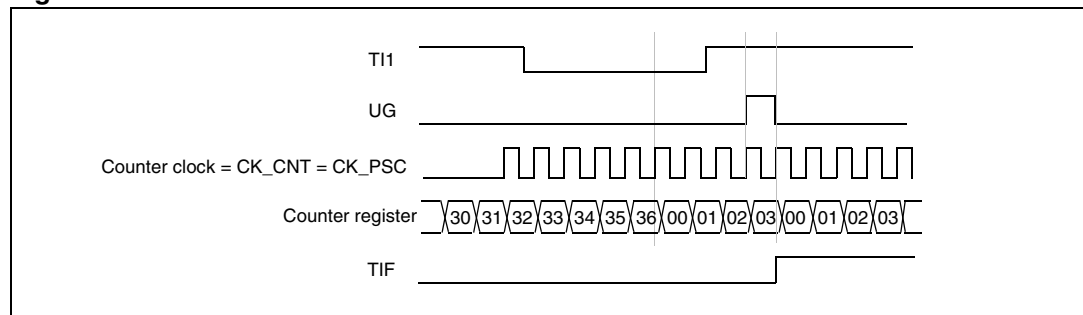 TI1
UG
Counter clock = CK_CNT = CK_PSC
Counter register 30 31 32 33 34 35 36 00 01 02 03 00 01 02 03
TIF